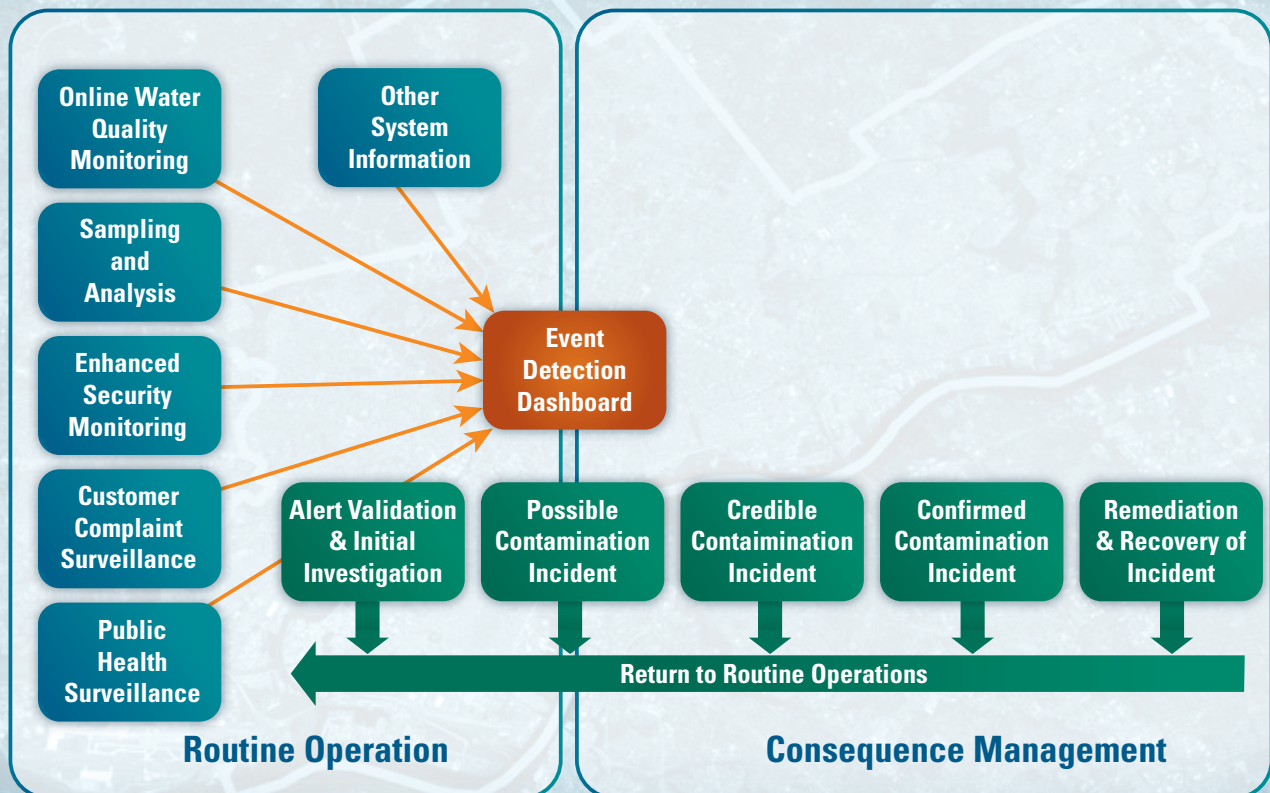 Online Water
Quality
Monitoring
Other
System
Information
Sampling
and
Analysis
Event
Detection
Dashboard
Enhanced
Security
Monitoring
Customer
Complaint
Surveillance
Alert Validation
& Initial
Investigation
Possible
Contamination
Incident
Credible
Contaimination
Incident
Confirmed
Contamination
Incident
Remediation
& Recovery of
Incident
Public
Health
Surveillance
Return to Routine Operations
Routine Operation
Consequence Management